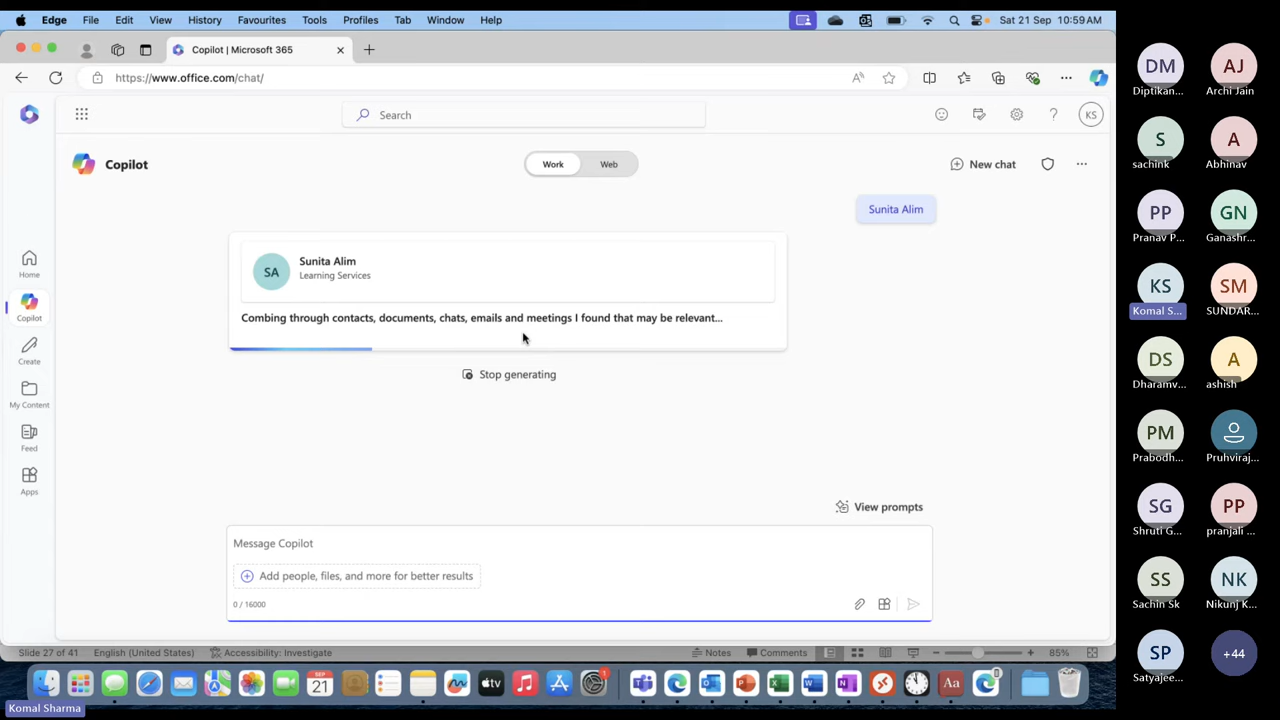 Edge File Edit View History Favourites Tools Profiles Tab Window Help Sat 21 Sep 10:59 AM
Copilot | Microsoft 365
https://www.office.com/chat/
Search
KS
Copilot
Work Web
New chat
Sunita Alim
SA
Sunita Alim
Learning Services
Combing through contacts, documents, chats, emails and meetings I found that may be relevant...
Stop generating
Home
Copilot
Create
My Content
Feed
Apps
View prompts
Message Copilot
Add people, files, and more for better results
0 / 16000
Slide 27 of 41 English (United States) Accessibility: Investigate Notes Comments 85%
SEP
21
tv
Aa
Komal Sharma
DM AJ
Diptikan... Archi Jain
S A
sachink Abhinav
PP GN
Pranav P... Ganashr...
KS SM
Komal S... SUNDAR...
DS A
Dharamv... ashish
PM
Prabodh... Pruhviraj...
SG PP
Shruti G... pranjali ...
SS NK
Sachin Sk Nikunj K...
SP +44
Satyajee...